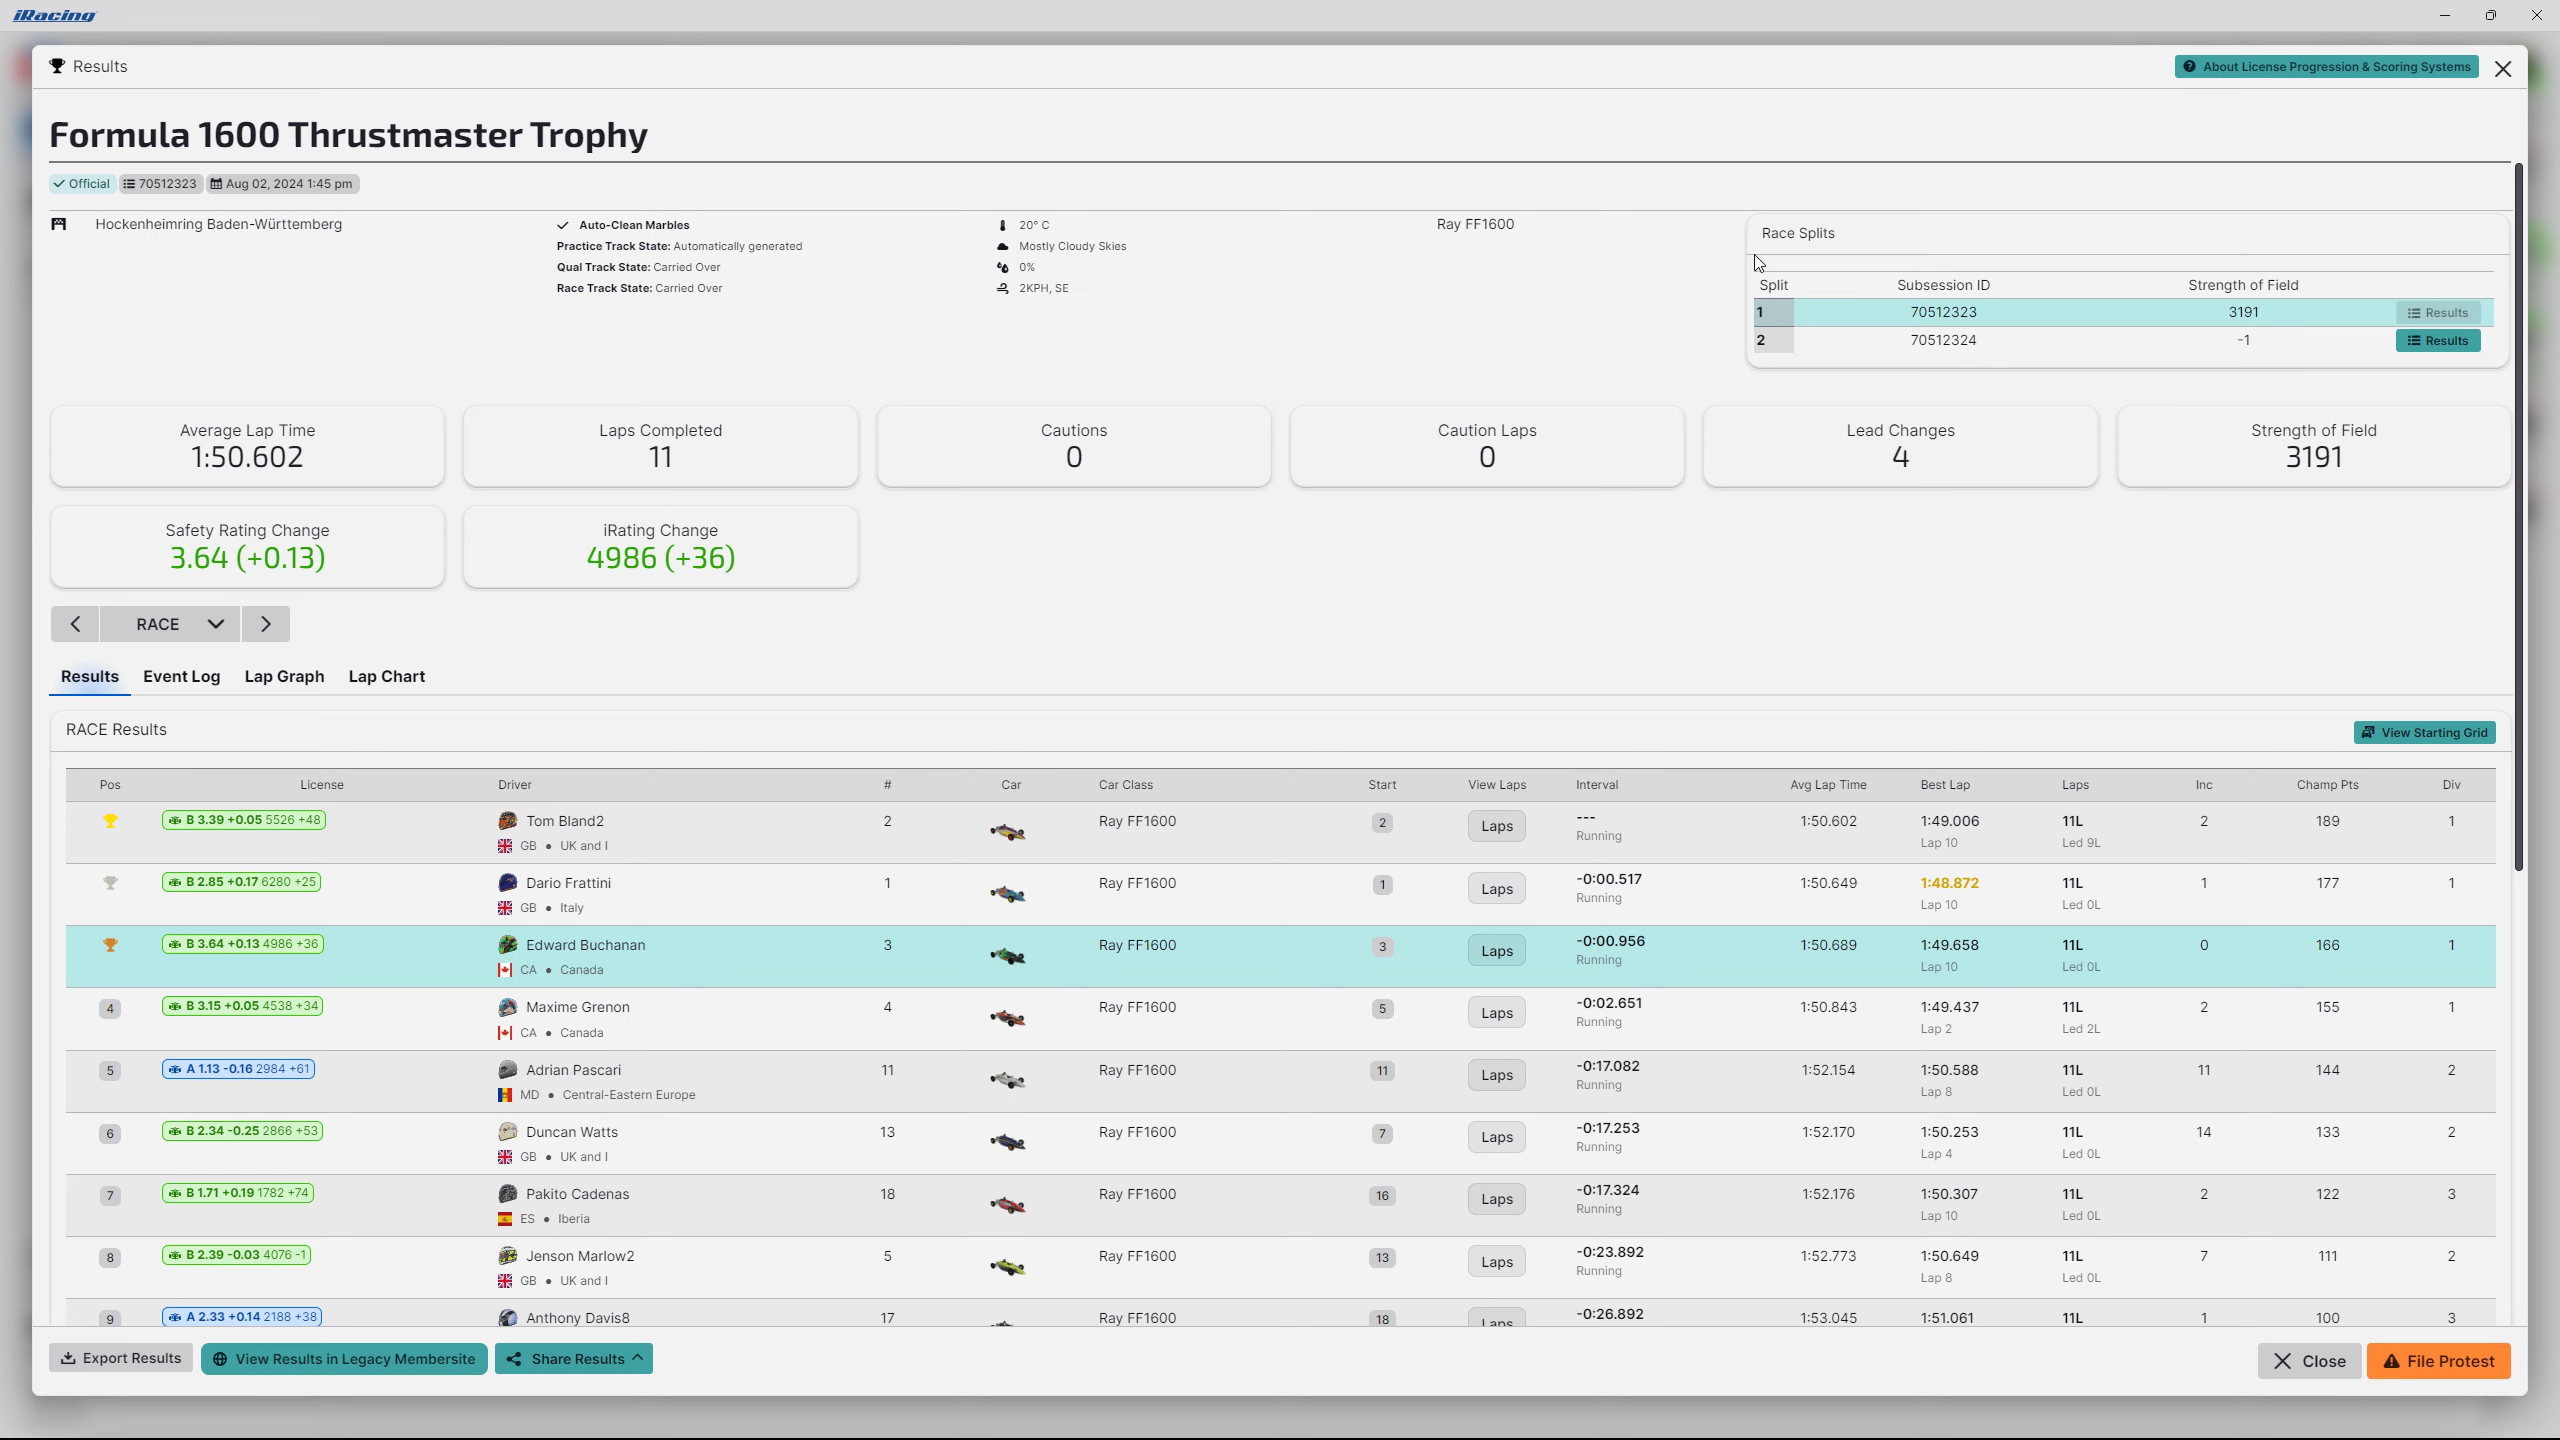 iRacing
Results
About License Progression & Scoring Systems
Formula 1600 Thrustmaster Trophy
Official 70512323 Aug 02, 2024 1:45 pm
Hockenheimring Baden-Württemberg
Auto-Clean Marbles
Practice Track State: Automatically generated
Qual Track State: Carried Over
Race Track State: Carried Over
20° C
Mostly Cloudy Skies
0%
2KPH, SE
Ray FF1600
Race Splits
Split Subsession ID Strength of Field
1 70512323 3191 Results
2 70512324 -1 Results
Average Lap Time
1:50.602
Laps Completed
11
Cautions
0
Caution Laps
0
Lead Changes
4
Strength of Field
3191
Safety Rating Change
3.64 (+0.13)
iRating Change
4986 (+36)
RACE
Results Event Log Lap Graph Lap Chart
RACE Results
View Starting Grid
Pos License Driver # Car Car Class Start View Laps Interval Avg Lap Time Best Lap Laps Inc Champ Pts Div
B 3.39 +0.05 5526 +48 Tom Bland2 2 Ray FF1600 2 Laps --- 1:50.602 1:49.006 11L 2 189 1
GB • UK and I Running Lap 10 Led 9L
B 2.85 +0.17 6280 +25 Dario Frattini 1 Ray FF1600 1 Laps -0:00.517 1:50.649 1:48.872 11L 1 177 1
GB • Italy Running Lap 10 Led 0L
B 3.64 +0.13 4986 +36 Edward Buchanan 3 Ray FF1600 3 Laps -0:00.956 1:50.689 1:49.658 11L 0 166 1
CA • Canada Running Lap 10 Led 0L
4 B 3.15 +0.05 4538 +34 Maxime Grenon 4 Ray FF1600 5 Laps -0:02.651 1:50.843 1:49.437 11L 2 155 1
CA • Canada Running Lap 2 Led 2L
5 A 1.13 -0.16 2984 +61 Adrian Pascari 11 Ray FF1600 11 Laps -0:17.082 1:52.154 1:50.588 11L 11 144 2
MD • Central-Eastern Europe Running Lap 8 Led 0L
6 B 2.34 -0.25 2866 +53 Duncan Watts 13 Ray FF1600 7 Laps -0:17.253 1:52.170 1:50.253 11L 14 133 2
GB • UK and I Running Lap 4 Led 0L
7 B 1.71 +0.19 1782 +74 Pakito Cadenas 18 Ray FF1600 16 Laps -0:17.324 1:52.176 1:50.307 11L 2 122 3
ES • Iberia Running Lap 10 Led 0L
8 B 2.39 -0.03 4076 -1 Jenson Marlow2 5 Ray FF1600 13 Laps -0:23.892 1:52.773 1:50.649 11L 7 111 2
GB • UK and I Running Lap 8 Led 0L
9 A 2.33 +0.14 2188 +38 Anthony Davis8 17 Ray FF1600 18 Laps -0:26.892 1:53.045 1:51.061 11L 1 100 3
Export Results View Results in Legacy Membersite Share Results Close File Protest